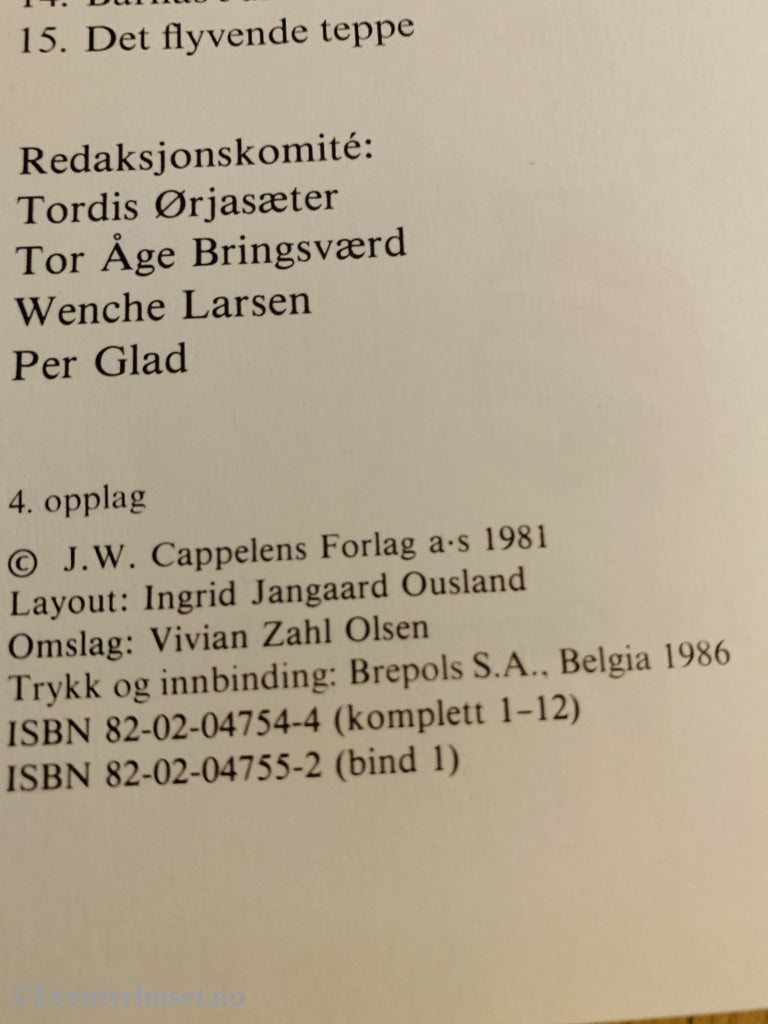 15. Det flyvende teppe
Redaksjonskomité:
Tordis Ørjasæter
Tor Åge Bringsværd
Wenche Larsen
Per Glad
4. opplag
© J.W. Cappelens Forlag a·s 1981
Layout: Ingrid Jangaard Ousland
Omslag: Vivian Zahl Olsen
Trykk og innbinding: Brepols S.A., Belgia 1986
ISBN 82-02-04754-4 (komplett 1–12)
ISBN 82-02-04755-2 (bind 1)
©Eventyrhuset.no